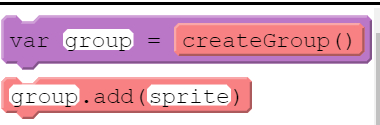 var group = createGroup()
group.add(sprite)